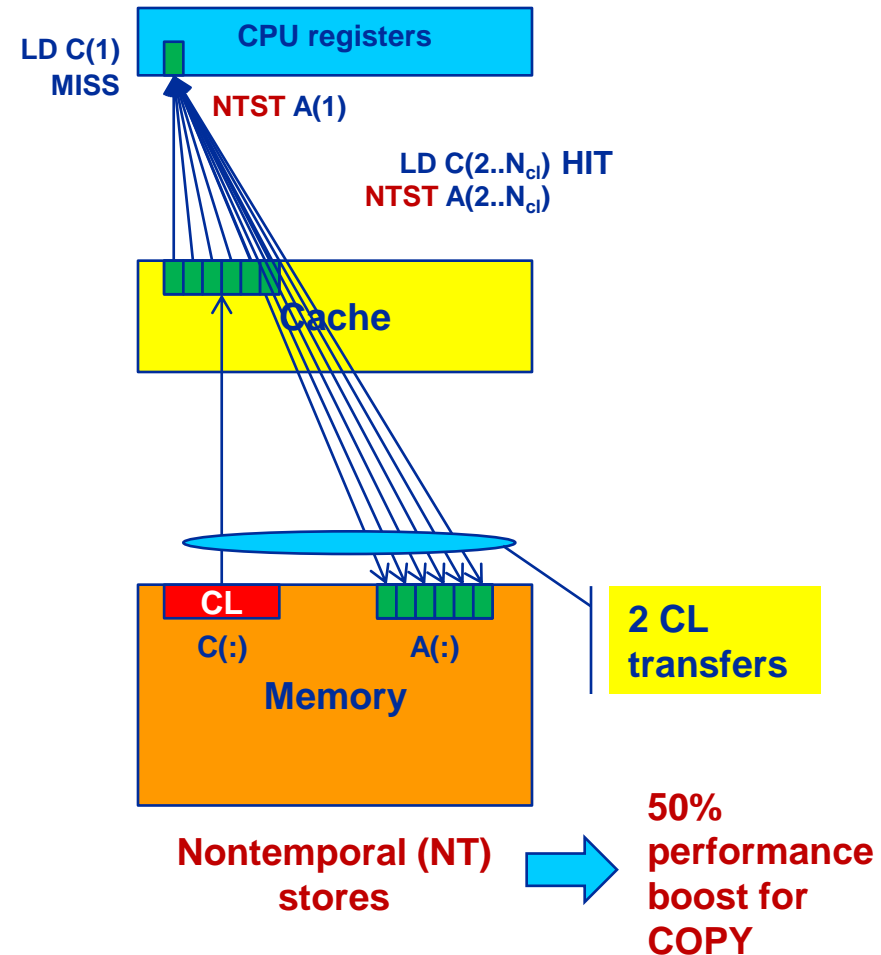 CPU registers
LD C(1)
MISS
NTST A(1)
LD C(2..Ncl) HIT
NTST A(2..Ncl)
Cache
CL
C(:)
A(:)
Memory
2 CL
transfers
Nontemporal (NT)
stores
50%
performance
boost for
COPY